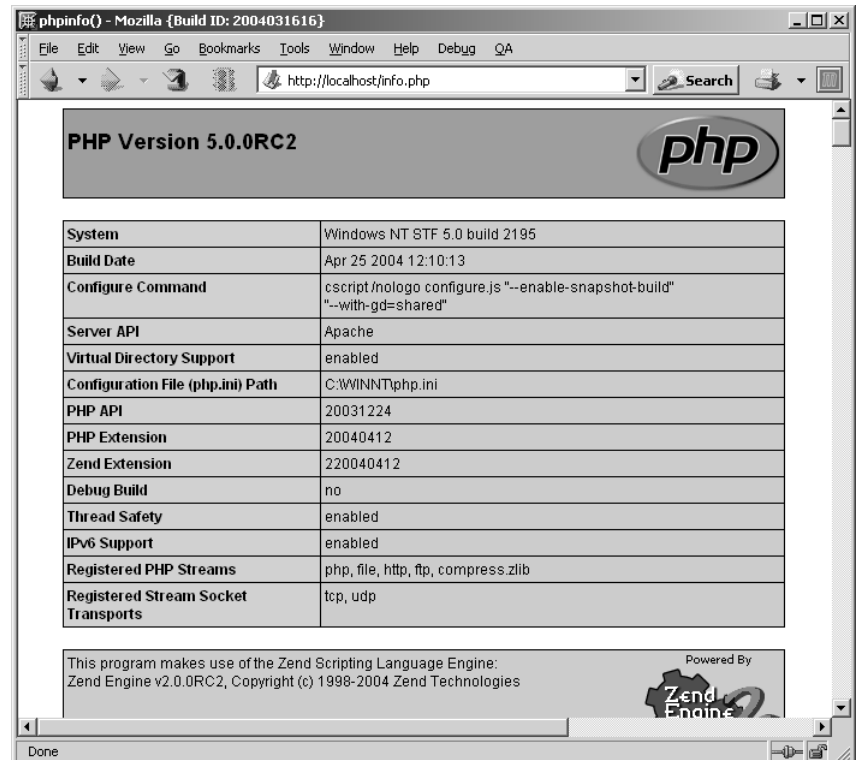 phpinfo() - Mozilla {Build ID: 2004031616}
File Edit View Go Bookmarks Tools Window Help Debug QA
http://localhost/info.php Search
PHP Version 5.0.0RC2
php
System Windows NT STF 5.0 build 2195
Build Date Apr 25 2004 12:10:13
Configure Command cscript /nologo configure.js "--enable-snapshot-build"
"--with-gd=shared"
Server API Apache
Virtual Directory Support enabled
Configuration File (php.ini) Path C:\WINNT\php.ini
PHP API 20031224
PHP Extension 20040412
Zend Extension 220040412
Debug Build no
Thread Safety enabled
IPv6 Support enabled
Registered PHP Streams php, file, http, ftp, compress.zlib
Registered Stream Socket tcp, udp
Transports
This program makes use of the Zend Scripting Language Engine:
Zend Engine v2.0.0RC2, Copyright (c) 1998-2004 Zend Technologies
Powered By
Zend
Engine 2
Done